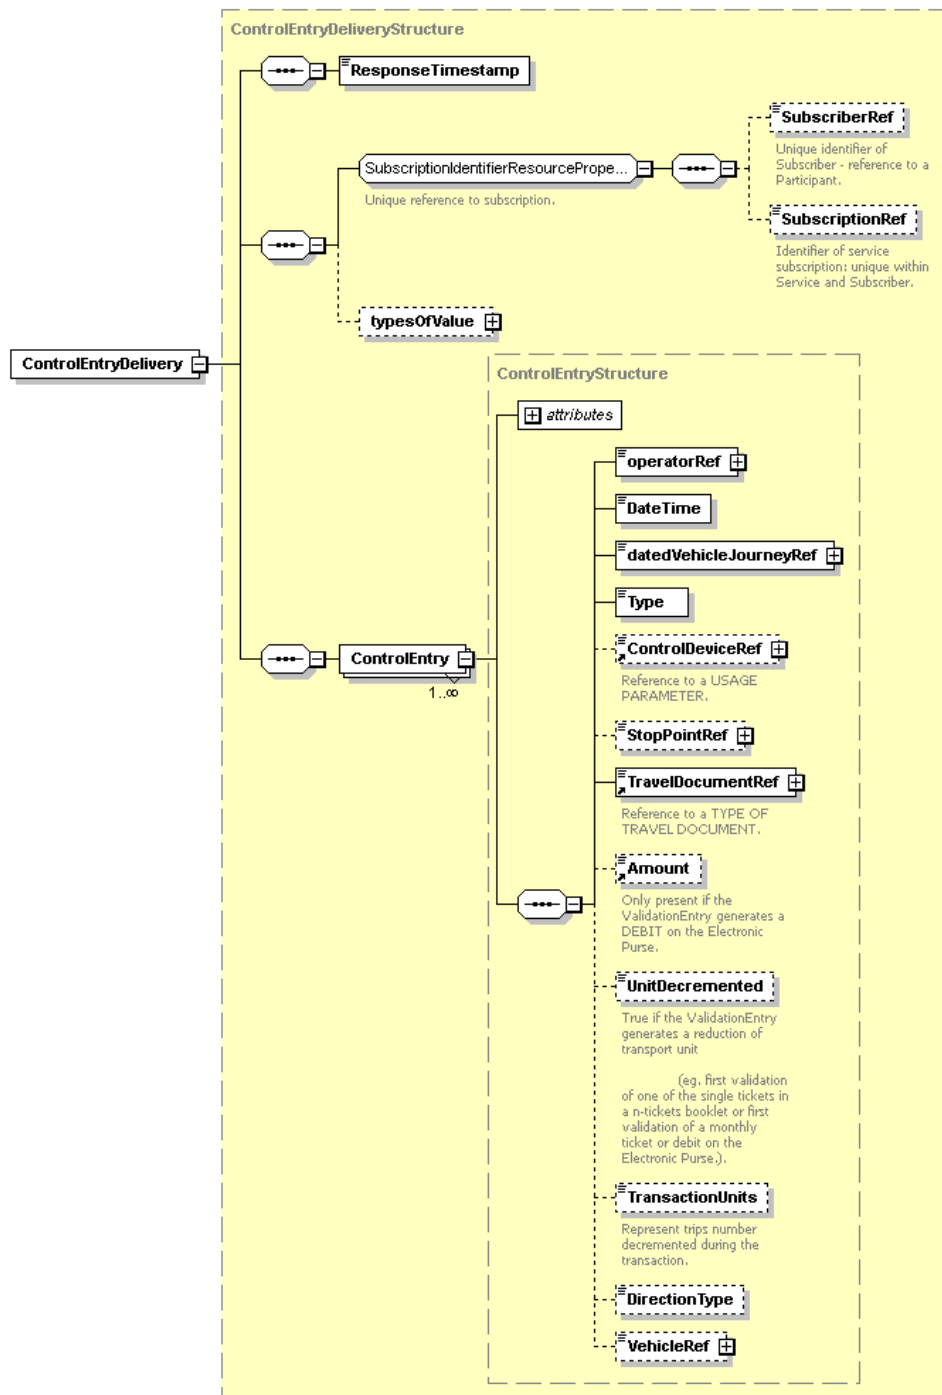 ControlEntryDeliveryStructure
ResponseTimestamp
SubscriberRef
Unique identifier of
Subscriber - reference to a
Participant.
SubscriptionIdentifierResourcePrope...
Unique reference to subscription.
SubscriptionRef
Identifier of service
subscription: unique within
Service and Subscriber.
typesOfValue
ControlEntryDelivery
ControlEntryStructure
attributes
operatorRef
DateTime
datedVehicleJourneyRef
Type
ControlEntry
1..∞
ControlDeviceRef
Reference to a USAGE
PARAMETER.
StopPointRef
TravelDocumentRef
Reference to a TYPE OF
TRAVEL DOCUMENT.
Amount
Only present if the
ValidationEntry generates a
DEBIT on the Electronic
Purse.
UnitDecremented
True if the ValidationEntry
generates a reduction of
transport unit
(eg. first validation
of one of the single tickets in
a n-tickets booklet or first
validation of a monthly
ticket or debit on the
Electronic Purse.).
TransactionUnits
Represent trips number
decremented during the
transaction.
DirectionType
VehicleRef